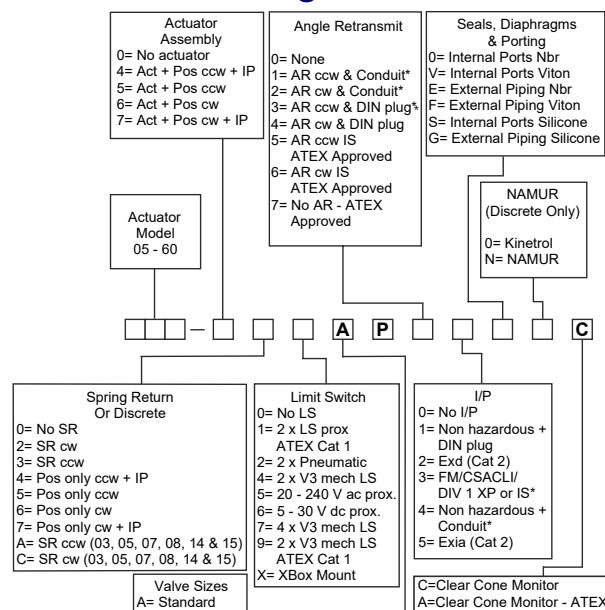 Actuator
Assembly
0= No actuator
4= Act + Pos ccw + IP
5= Act + Pos ccw
6= Act + Pos cw
7= Act + Pos cw + IP
Angle Retransmit
0= None
1= AR ccw & Conduit*
2= AR cw & Conduit*
3= AR ccw & DIN plug*
4= AR cw & DIN plug
5= AR ccw IS
ATEX Approved
6= AR cw IS
ATEX Approved
7= No AR - ATEX
Approved
Seals, Diaphragms
& Porting
0= Internal Ports Nbr
V= Internal Ports Viton
E= External Piping Nbr
F= External Piping Viton
S= Internal Ports Silicone
G= External Piping Silicone
Actuator
Model
05 - 60
NAMUR
(Discrete Only)
0= Kinetrol
N= NAMUR
– A P C
Spring Return
Or Discrete
0= No SR
2= SR cw
3= SR ccw
4= Pos only ccw + IP
5= Pos only ccw
6= Pos only cw
7= Pos only cw + IP
A= SR ccw (03, 05, 07, 08, 14 & 15)
C= SR cw (03, 05, 07, 08, 14 & 15)
Limit Switch
0= No LS
1= 2 x LS prox
ATEX Cat 1
2= 2 x Pneumatic
4= 2 x V3 mech LS
5= 20 - 240 V ac prox.
6= 5 - 30 V dc prox.
7= 4 x V3 mech LS
9= 2 x V3 mech LS
ATEX Cat 1
X= XBox Mount
I/P
0= No I/P
1= Non hazardous +
DIN plug
2= Exd (Cat 2)
3= FM/CSACLI/
DIV 1 XP or IS*
4= Non hazardous +
Conduit*
5= Exia (Cat 2)
Valve Sizes
A= Standard
C=Clear Cone Monitor
A=Clear Cone Monitor - ATEX